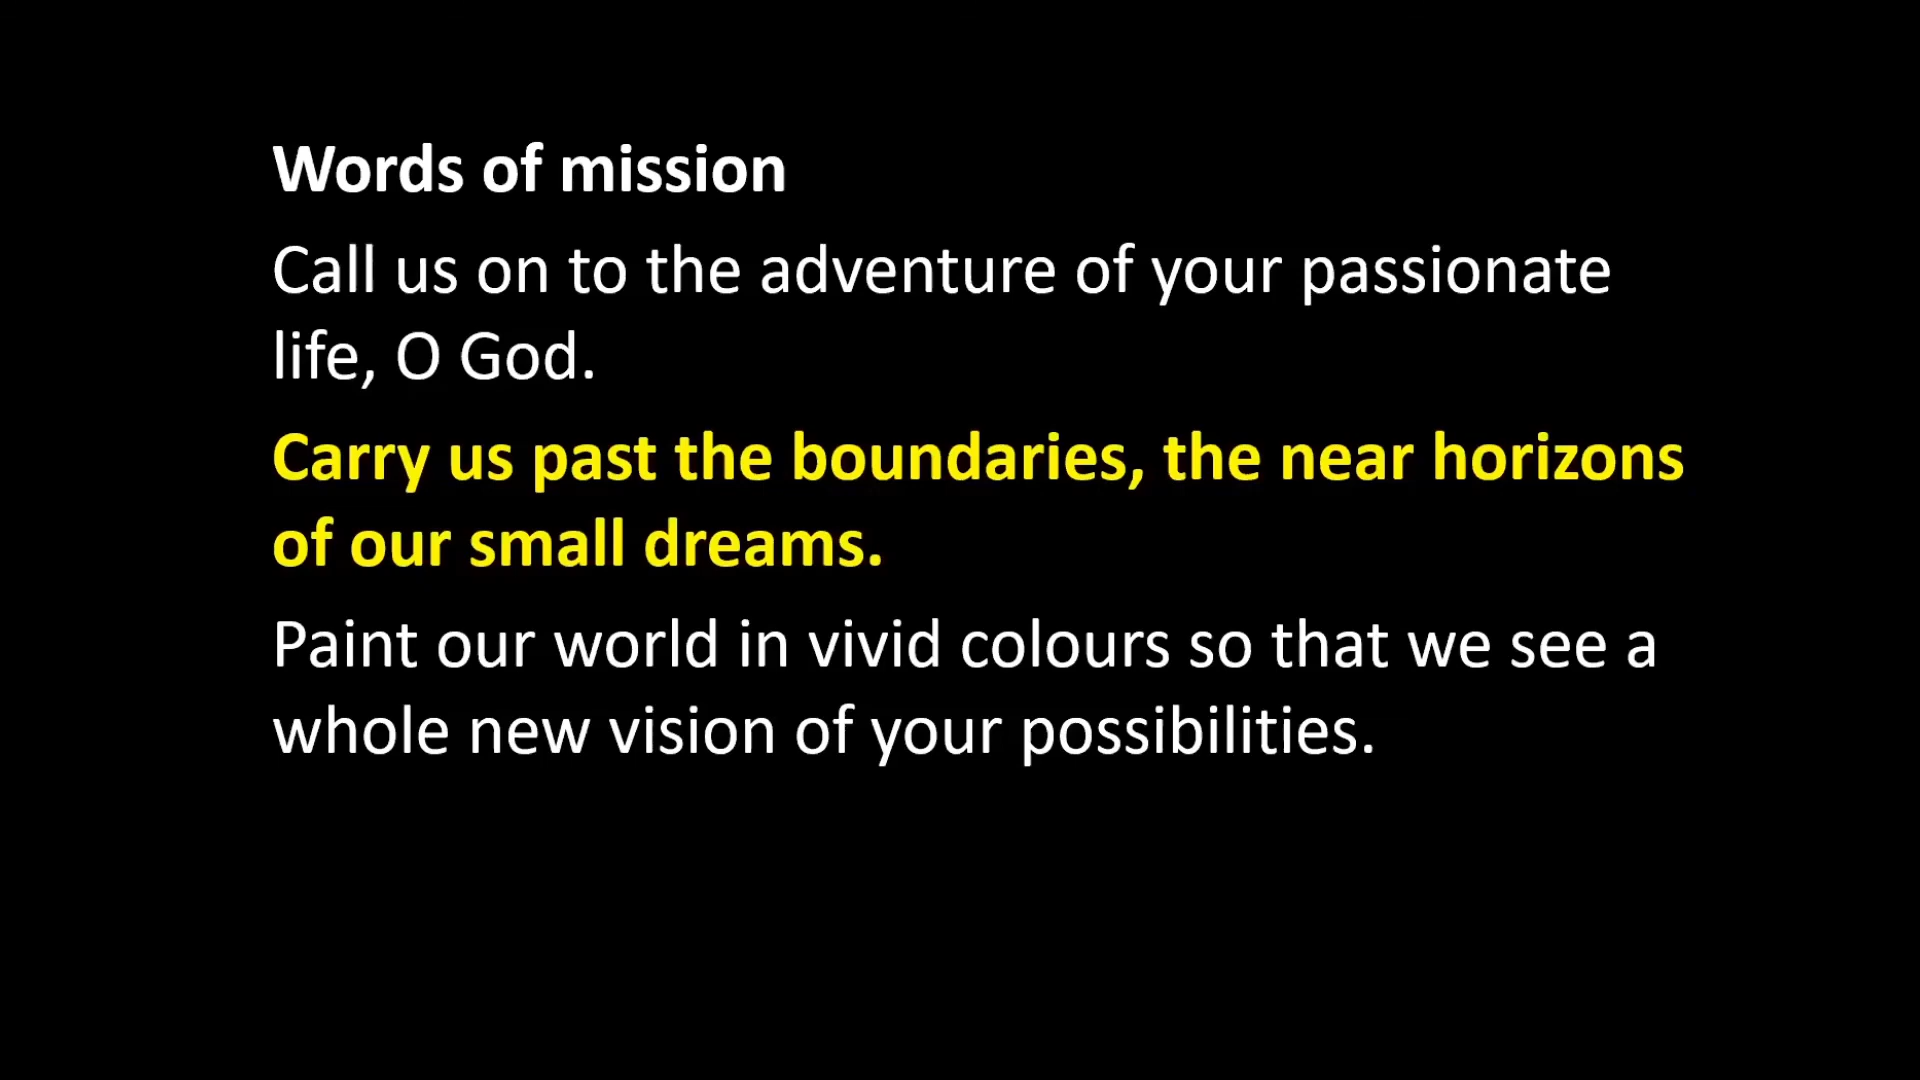 Words of mission
Call us on to the adventure of your passionate
life, O God.
Carry us past the boundaries, the near horizons
of our small dreams.
Paint our world in vivid colours so that we see a
whole new vision of your possibilities.